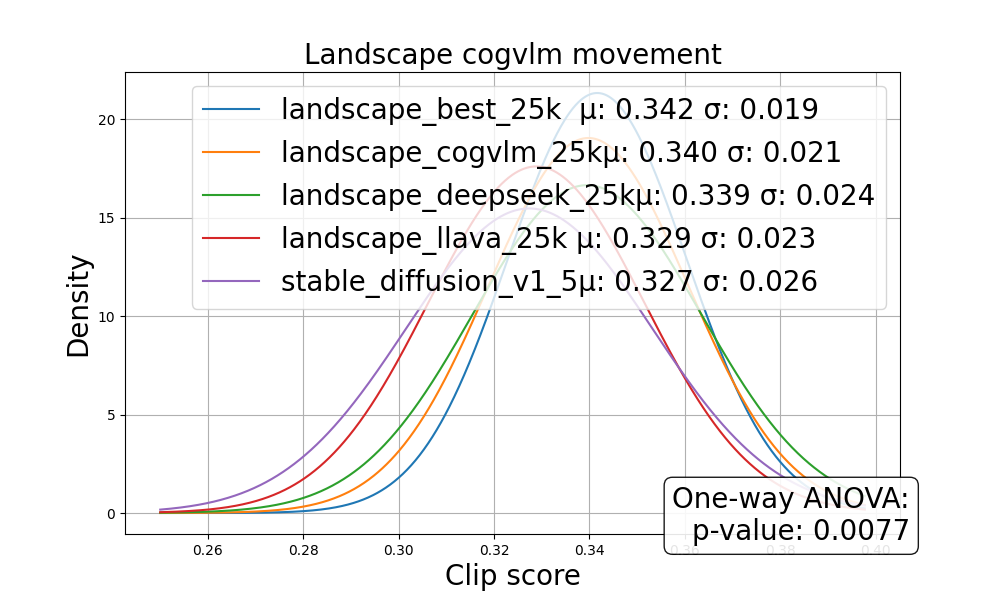 Landscape cogvlm movement
landscape_best_25k  μ: 0.342 σ: 0.019
landscape_cogvlm_25kμ: 0.340 σ: 0.021
landscape_deepseek_25kμ: 0.339 σ: 0.024
landscape_llava_25k μ: 0.329 σ: 0.023
stable_diffusion_v1_5μ: 0.327 σ: 0.026
Density
20
15
10
5
0
One-way ANOVA:
p-value: 0.0077
0.26 0.28 0.30 0.32 0.34 0.36 0.38 0.40
Clip score